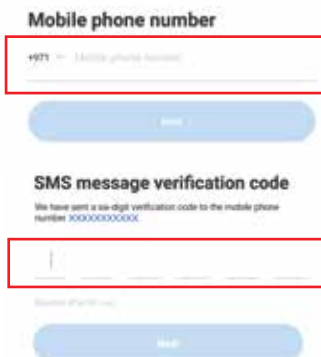 Mobile phone number
+971 Mobile phone number
Next
SMS message verification code
We have sent a six-digit verification code to the mobile phone
number XXXXXXXXXXX
Next